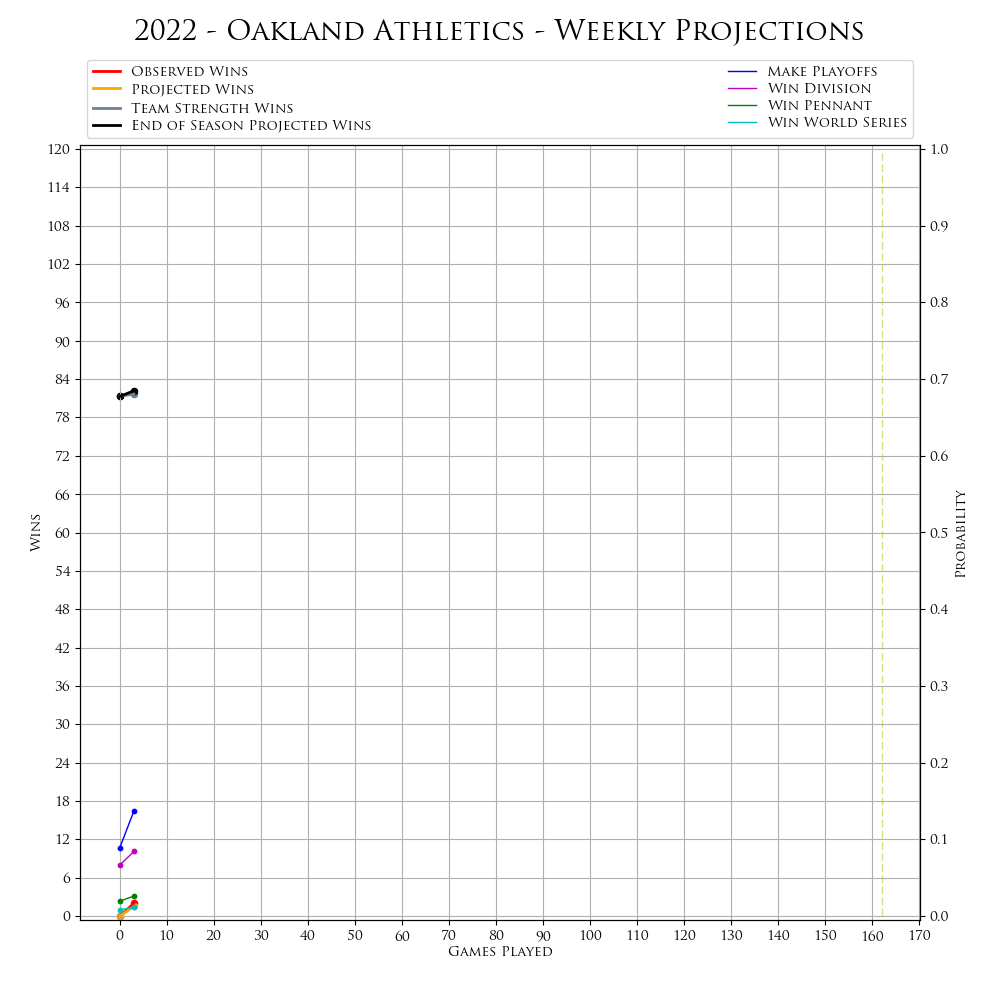 2022 - Oakland Athletics - Weekly Projections
Observed Wins
Projected Wins
Team Strength Wins
End of Season Projected Wins
Make Playoffs
Win Division
Win Pennant
Win World Series
120
114
108
102
96
90
84
78
72
66
60
54
48
42
36
30
24
18
12
6
0
Wins
1.0
0.9
0.8
0.7
0.6
0.5
0.4
0.3
0.2
0.1
0.0
Probability
0 10 20 30 40 50 60 70 80 90 100 110 120 130 140 150 160 170
Games Played